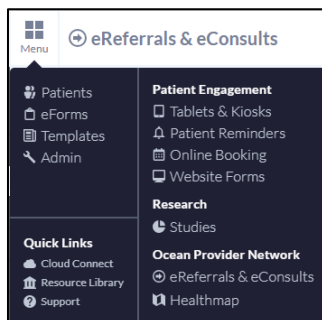 Menu
eReferrals & eConsults
Patients
eForms
Templates
Admin
Quick Links
Cloud Connect
Resource Library
Support
Patient Engagement
Tablets & Kiosks
Patient Reminders
Online Booking
Website Forms
Research
Studies
Ocean Provider Network
eReferrals & eConsults
Healthmap